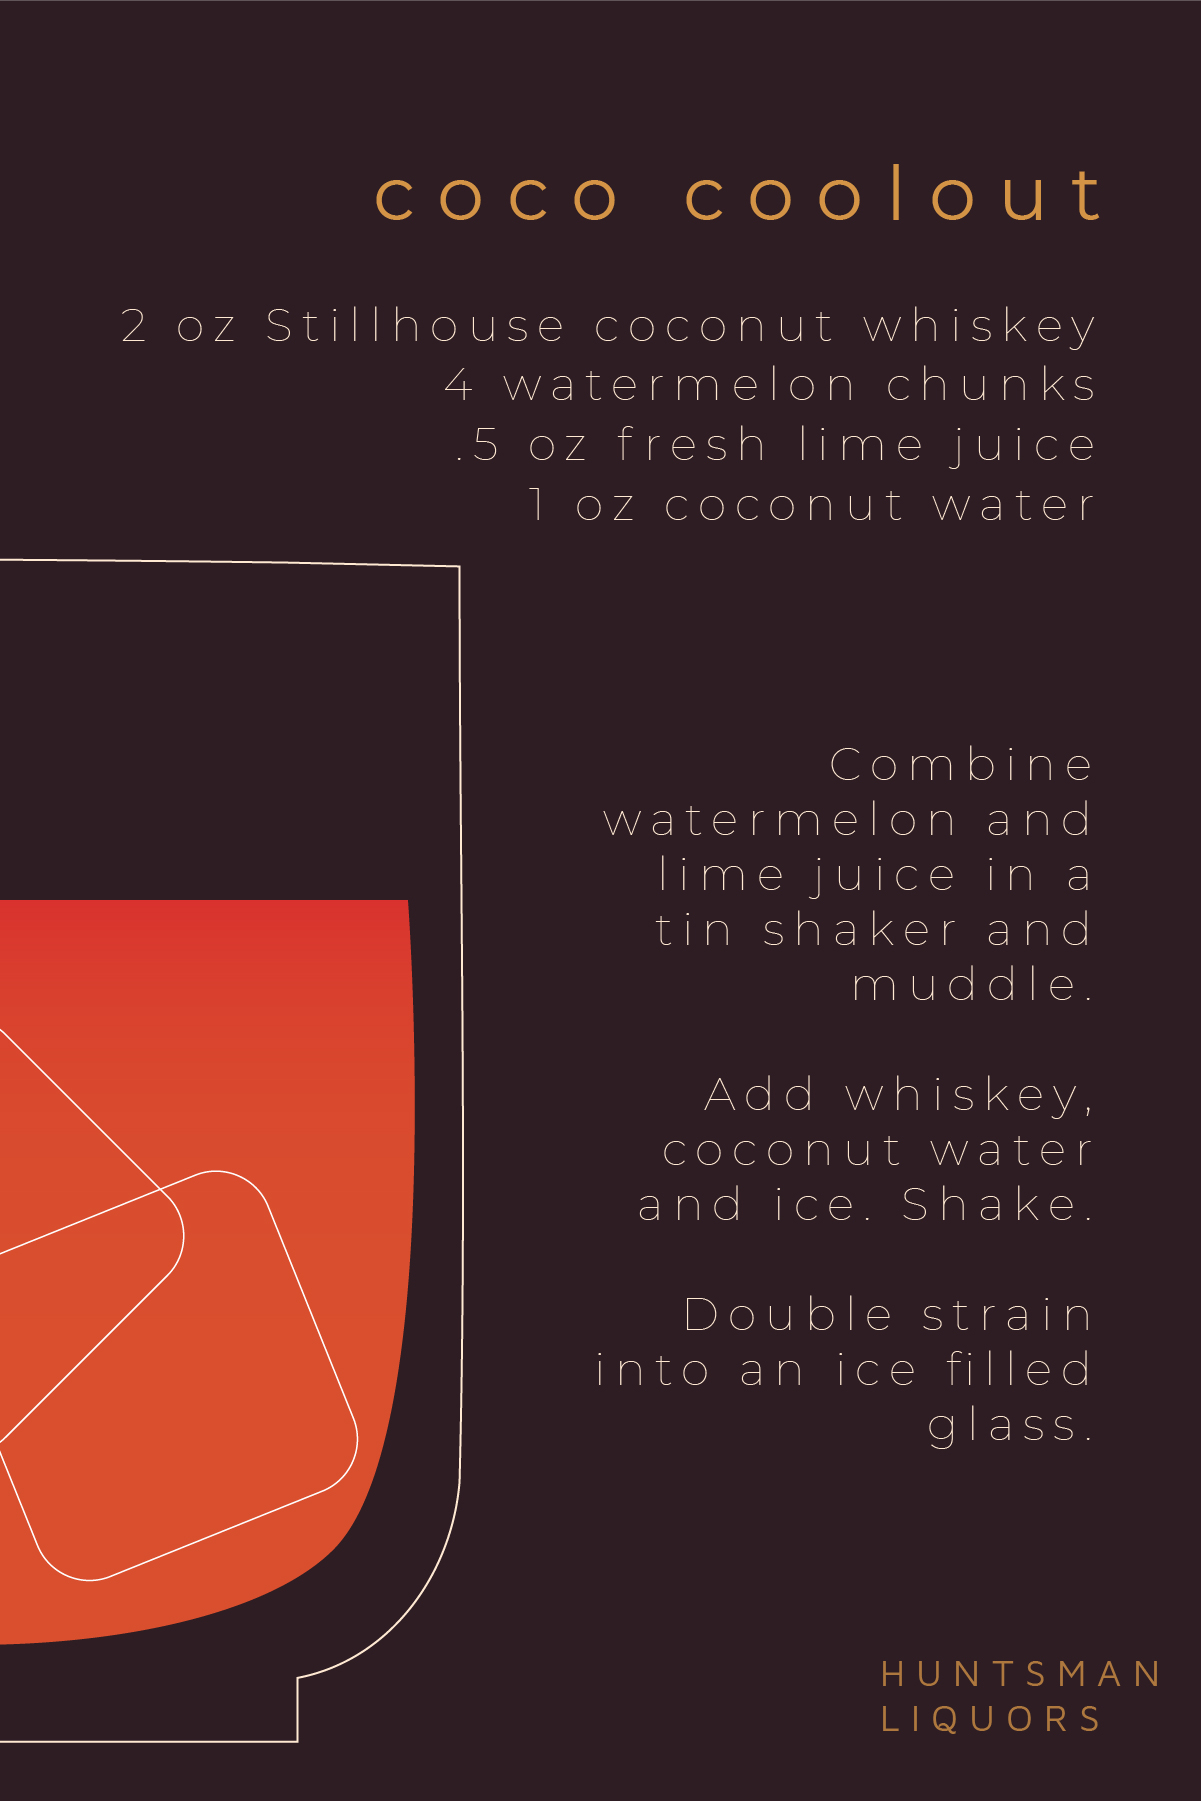 coco coolout
2 oz Stillhouse coconut whiskey
4 watermelon chunks
.5 oz fresh lime juice
1 oz coconut water
Combine
watermelon and
lime juice in a
tin shaker and
muddle.
Add whiskey,
coconut water
and ice. Shake.
Double strain
into an ice filled
glass.
HUNTSMAN
LIQUORS